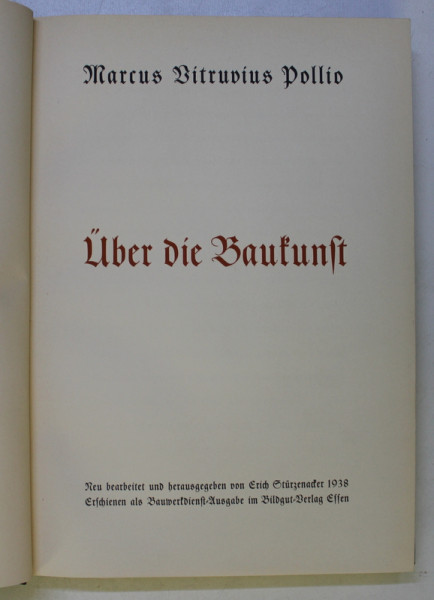 Marcus Vitruvius Pollio
Über die Baukunſt
Neu bearbeitet und herausgegeben von Erich Stürzenacker 1938
Erſchienen als Bauwerkdienſt-Ausgabe im Bildgut-Verlag Eſſen